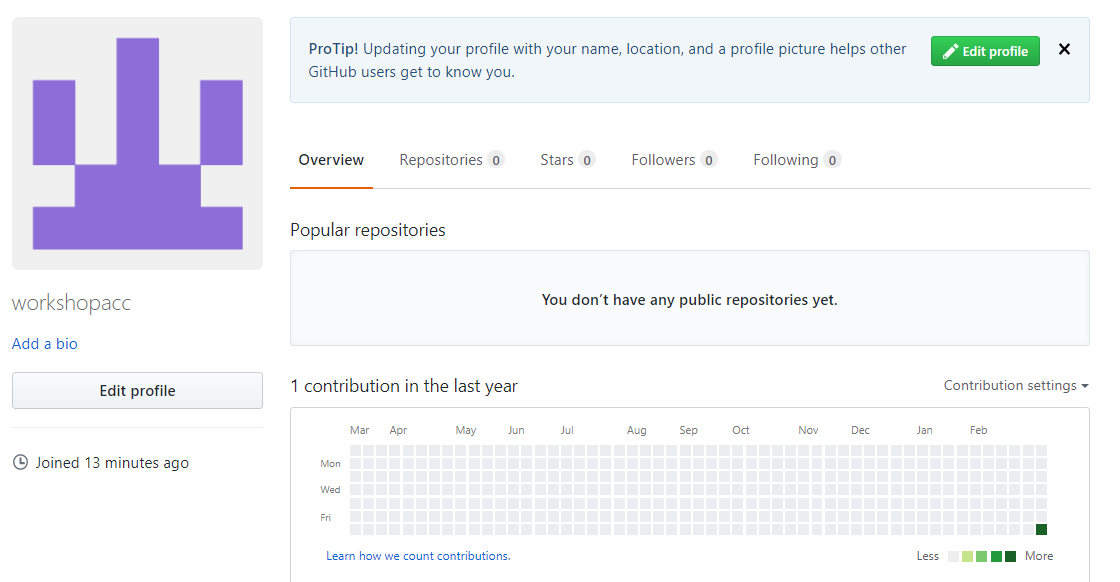 ProTip! Updating your profile with your name, location, and a profile picture helps other
GitHub users get to know you.
Edit profile
Overview
Repositories 0
Stars 0
Followers 0
Following 0
Popular repositories
You don’t have any public repositories yet.
workshopacc
Add a bio
Edit profile
Joined 13 minutes ago
1 contribution in the last year
Contribution settings
Mar Apr May Jun Jul Aug Sep Oct Nov Dec Jan Feb
Mon
Wed
Fri
Learn how we count contributions.
Less More